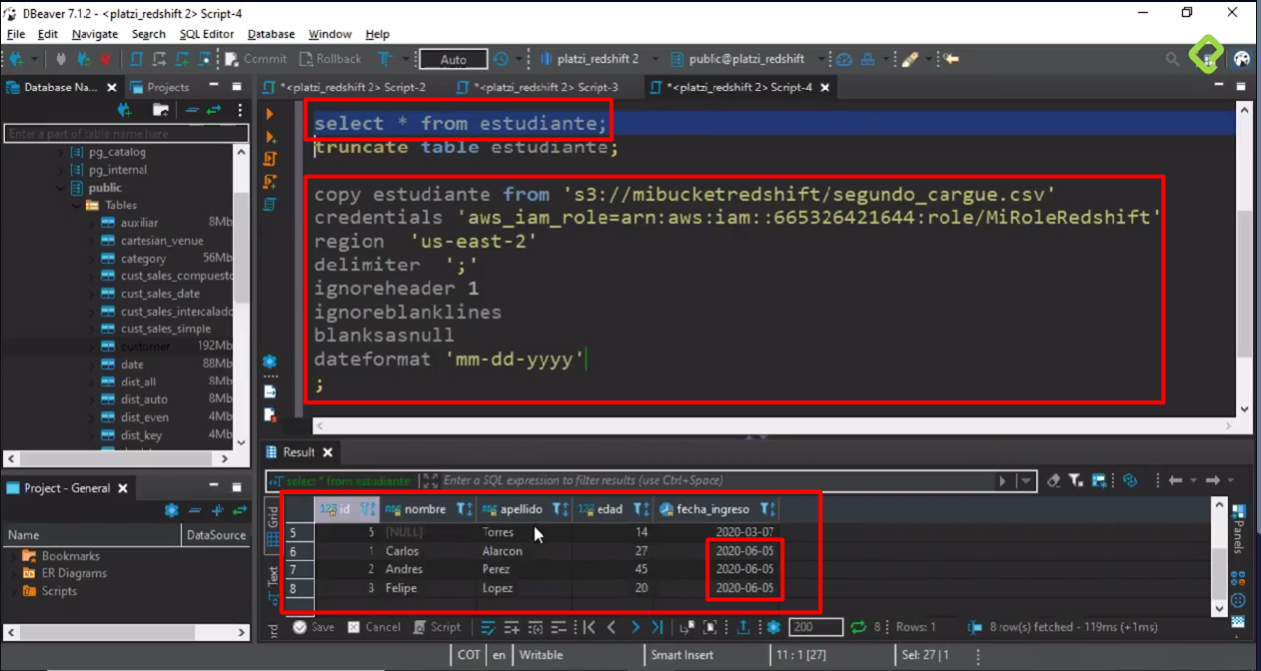 DBeaver 7.1.2 - <platzi_redshift 2> Script-4
File Edit Navigate Search SQL Editor Database Window Help
Commit Rollback Auto platzi_redshift 2 public@platzi_redshift
Database Na... Projects
*<platzi_redshift 2> Script-2 *<platzi_redshift 2> Script-3 *<platzi_redshift 2> Script-4
Enter a part of table name here
pg_catalog
pg_internal
public
Tables
auxiliar 8Mb
cartesian_venue
category 56Mb
cust_sales_compuesto
cust_sales_date
cust_sales_intercalado
cust_sales_simple
customer 192Mb
date 88Mb
dist_all 8Mb
dist_auto 8Mb
dist_even 4Mb
dist_key 4Mb
select * from estudiante;
truncate table estudiante;
copy estudiante from 's3://mibucketredshift/segundo_cargue.csv'
credentials 'aws_iam_role=arn:aws:iam::665326421644:role/MiRoleRedshift'
region 'us-east-2'
delimiter ';'
ignoreheader 1
ignoreblanklines
blanksasnull
dateformat 'mm-dd-yyyy'
;
Project - General
Name DataSource
Bookmarks
ER Diagrams
Scripts
Result
select * from estudiante Enter a SQL expression to filter results (use Ctrl+Space)
Grid
Text
Panels
123 id nombre apellido 123 edad fecha_ingreso
5 5 [NULL] Torres 14 2020-03-07
6 1 Carlos Alarcon 27 2020-06-05
7 2 Andres Perez 45 2020-06-05
8 3 Felipe Lopez 20 2020-06-05
Save Cancel Script 200 8 Rows: 1 8 row(s) fetched - 119ms (+1ms)
COT en Writable Smart Insert 11 : 1 [27] Sel: 27 | 1